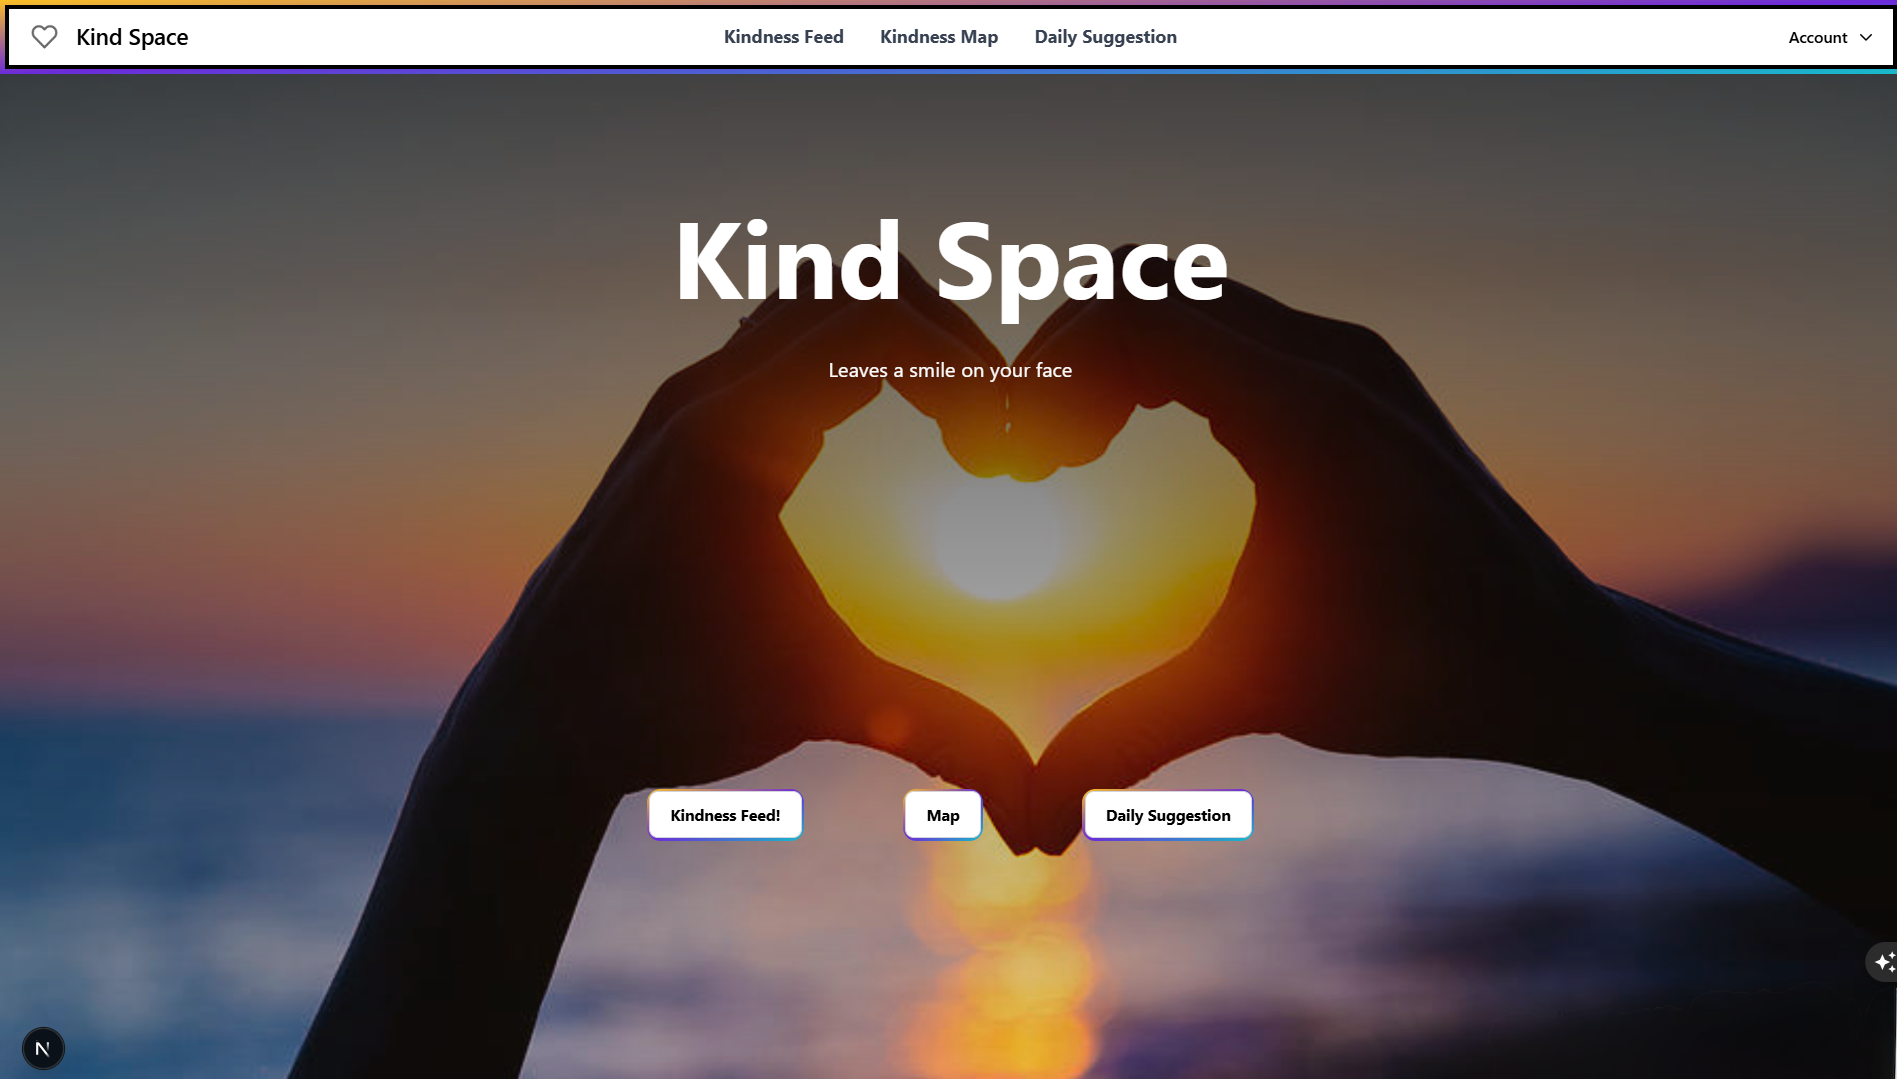 Kind Space
Kindness Feed
Kindness Map
Daily Suggestion
Account
Kind Space
Leaves a smile on your face
Kindness Feed!
Map
Daily Suggestion
N